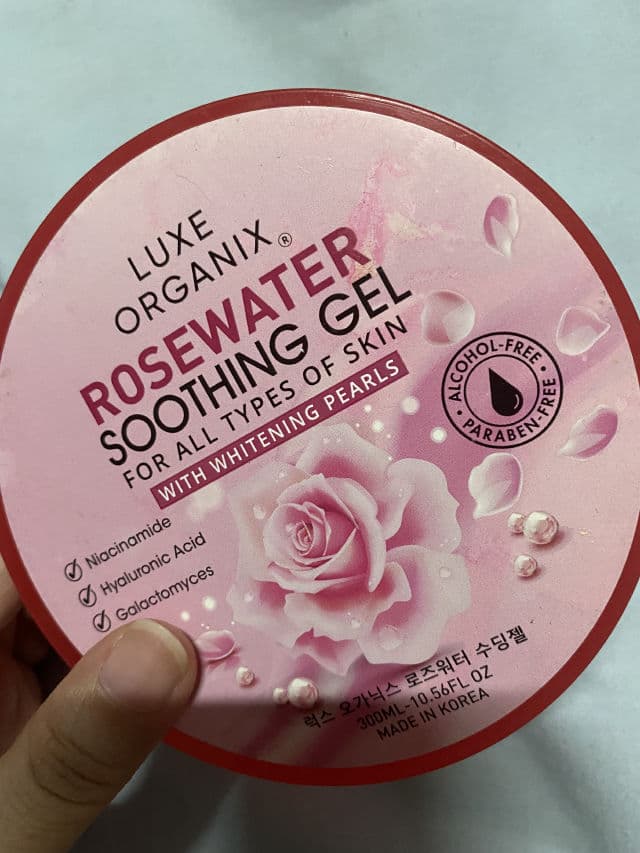 LUXE
ORGANIX®
ROSEWATER
SOOTHING GEL
FOR ALL TYPES OF SKIN
WITH WHITENING PEARLS
ALCOHOL-FREE •
PARABEN-FREE •
Niacinamide
Hyaluronic Acid
Galactomyces
럭스 오가닉스 로즈워터 수딩젤
300ML-10.56FL OZ
MADE IN KOREA